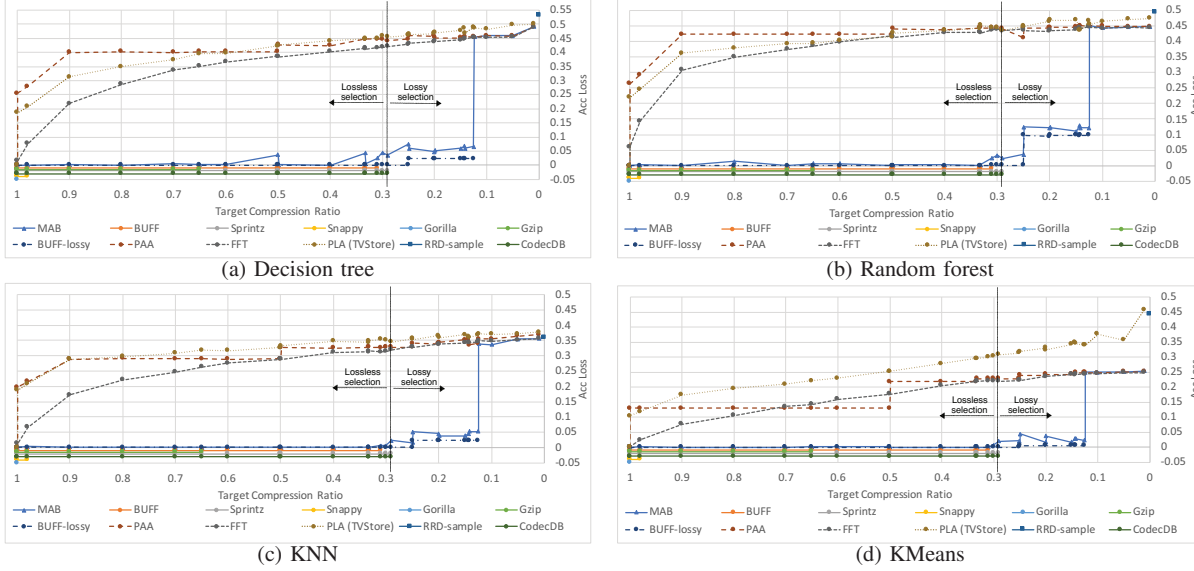 0.55
0.5
0.45
0.4
0.35
0.3
0.25
0.2
0.15
0.1
0.05
0
-0.05
Acc Loss
Lossless selection
Lossy selection
1 0.9 0.8 0.7 0.6 0.5 0.4 0.3 0.2 0.1 0
Target Compression Ratio
MAB BUFF Sprintz Snappy Gorilla Gzip
BUFF-lossy PAA FFT PLA (TVStore) RRD-sample CodecDB
(a) Decision tree
0.5
0.45
0.4
0.35
0.3
0.25
0.2
0.15
0.1
0.05
0
-0.05
Acc Loss
Lossless selection
Lossy selection
1 0.9 0.8 0.7 0.6 0.5 0.4 0.3 0.2 0.1 0
Target Compression Ratio
MAB BUFF Sprintz Snappy Gorilla Gzip
BUFF-lossy PAA FFT PLA (TVStore) RRD-sample CodecDB
(b) Random forest
0.5
0.45
0.4
0.35
0.3
0.25
0.2
0.15
0.1
0.05
0
-0.05
Acc Loss
Lossless selection
Lossy selection
1 0.9 0.8 0.7 0.6 0.5 0.4 0.3 0.2 0.1 0
Target Compression Ratio
MAB BUFF Sprintz Snappy Gorilla Gzip
BUFF-lossy PAA FFT PLA (TVStore) RRD-sample CodecDB
(c) KNN
0.5
0.45
0.4
0.35
0.3
0.25
0.2
0.15
0.1
0.05
0
-0.05
Acc Loss
Lossless selection
Lossy selection
1 0.9 0.8 0.7 0.6 0.5 0.4 0.3 0.2 0.1 0
Target Compression Ratio
MAB BUFF Sprintz Snappy Gorilla Gzip
BUFF-lossy PAA FFT PLA (TVStore) RRD-sample CodecDB
(d) KMeans